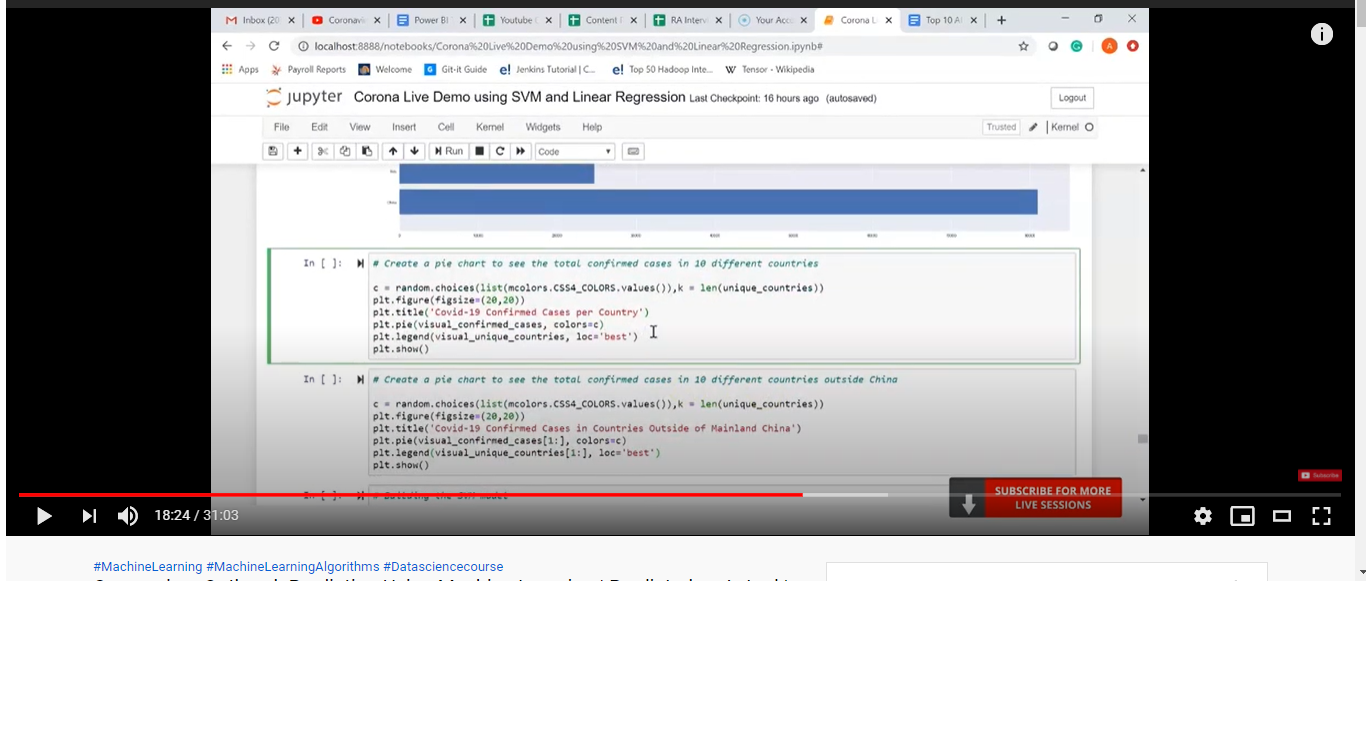 Inbox (20
Coronavi
Power BI
Youtube
Content
RA Interv
Your Acc
Corona L
Top 10 A
localhost:8888/notebooks/Corona%20Live%20Demo%20using%20SVM%20and%20Linear%20Regression.ipynb#
Apps
Payroll Reports
Welcome
Git-it Guide
Jenkins Tutorial | C...
Top 50 Hadoop Inte...
Tensor - Wikipedia
jupyter Corona Live Demo using SVM and Linear Regression Last Checkpoint: 16 hours ago (autosaved)
Logout
File Edit View Insert Cell Kernel Widgets Help
Trusted
Kernel
Run
Code
In [ ]:
# Create a pie chart to see the total confirmed cases in 10 different countries
c = random.choices(list(mcolors.CSS4_COLORS.values()),k = len(unique_countries))
plt.figure(figsize=(20,20))
plt.title('Covid-19 Confirmed Cases per Country')
plt.pie(visual_confirmed_cases, colors=c)
plt.legend(visual_unique_countries, loc='best')
plt.show()
In [ ]:
# Create a pie chart to see the total confirmed cases in 10 different countries outside China
c = random.choices(list(mcolors.CSS4_COLORS.values()),k = len(unique_countries))
plt.figure(figsize=(20,20))
plt.title('Covid-19 Confirmed Cases in Countries Outside of Mainland China')
plt.pie(visual_confirmed_cases[1:], colors=c)
plt.legend(visual_unique_countries[1:], loc='best')
plt.show()
In [ ]:
# Building the SVM model
Subscribe
SUBSCRIBE FOR MORE
LIVE SESSIONS
18:24 / 31:03
#MachineLearning #MachineLearningAlgorithms #Datasciencecourse